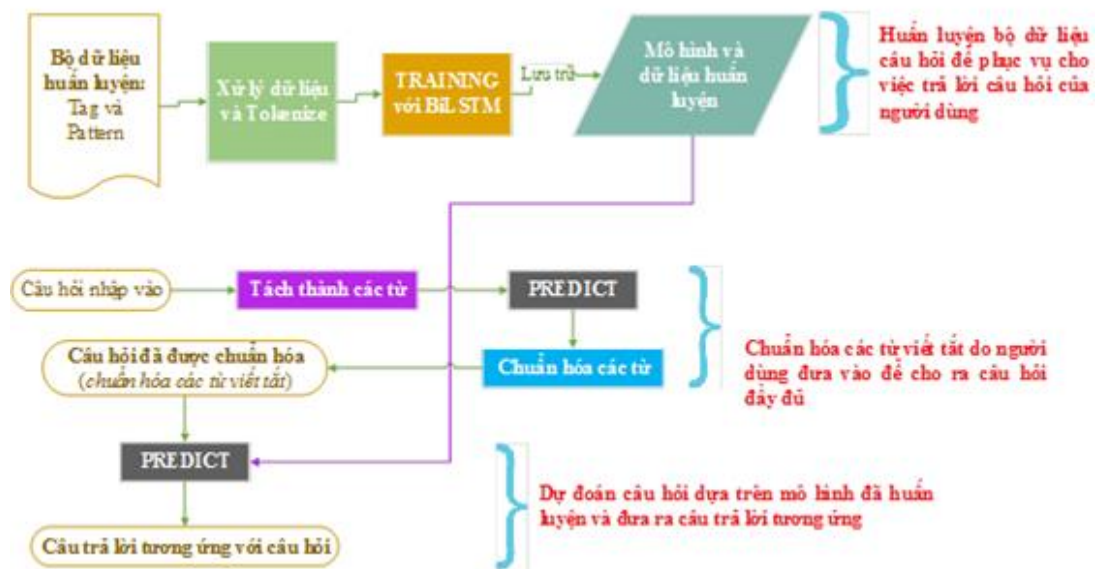 Bộ dữ liệu
huấn luyện:
Tag và
Pattern
Xử lý dữ liệu
và Tokenize
TRAINING
với BiLSTM
Lưu trữ
Mô hình và
dữ liệu huấn
luyện
Huấn luyện bộ dữ liệu
câu hỏi để phục vụ cho
việc trả lời câu hỏi của
người dùng
Câu hỏi nhập vào
Tách thành các từ
PREDICT
Câu hỏi đã được chuẩn hóa
(chuẩn hóa các từ viết tắt)
Chuẩn hóa các từ
Chuẩn hóa các từ viết tắt do người
dùng đưa vào để cho ra câu hỏi
đầy đủ
PREDICT
Dự đoán câu hỏi dựa trên mô hình đã huấn
luyện và đưa ra câu trả lời tương ứng
Câu trả lời tương ứng với câu hỏi